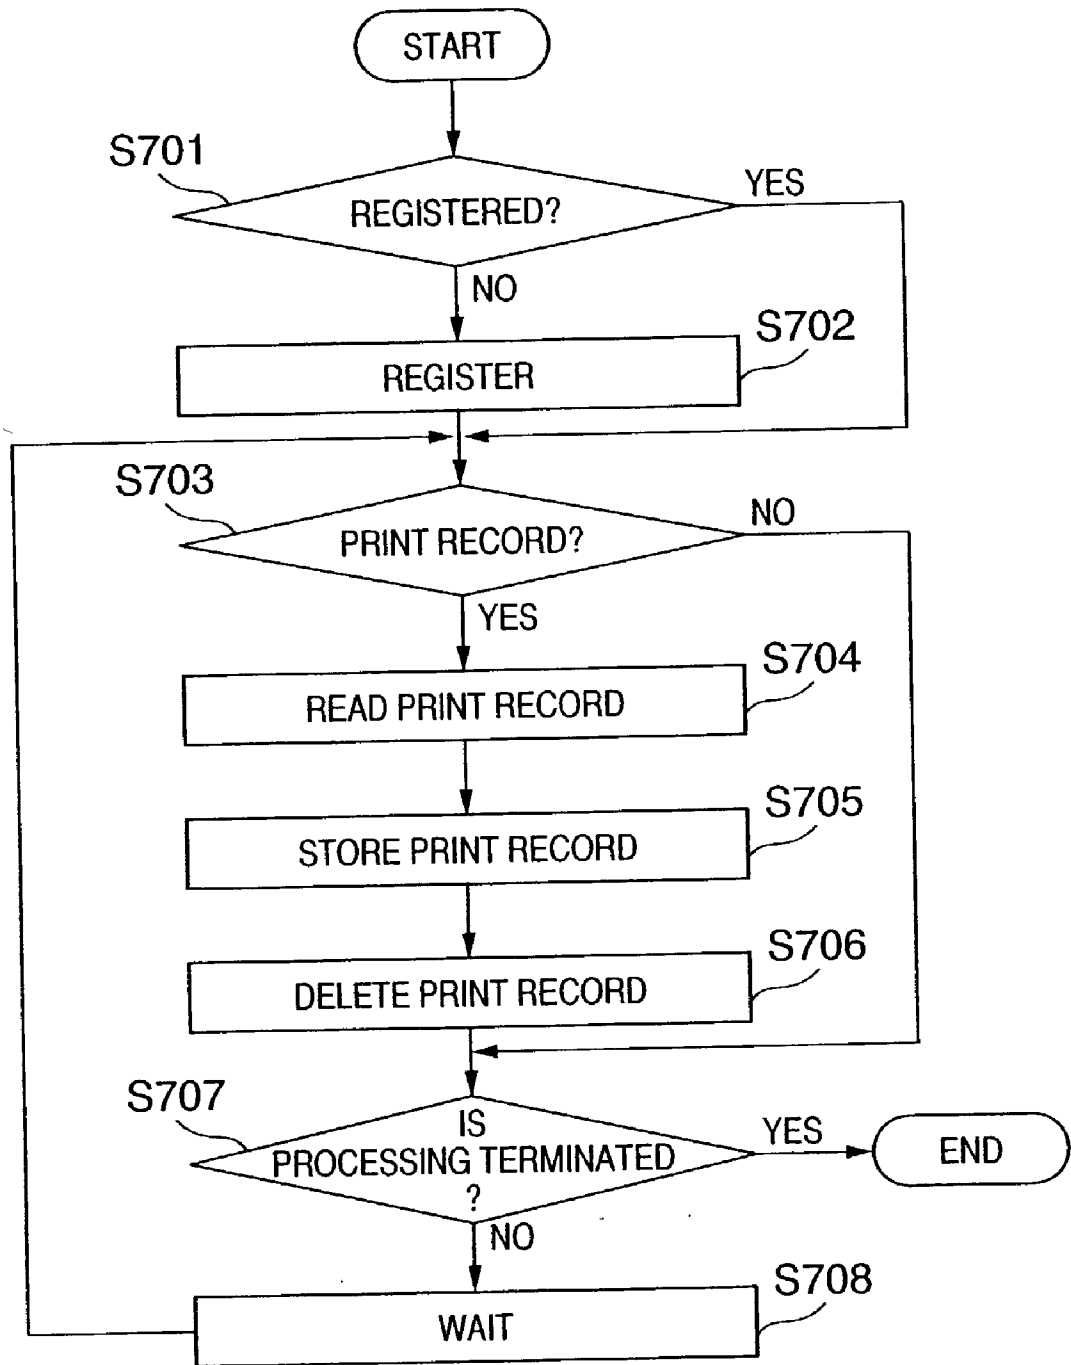 START
S701
REGISTERED?
YES
NO
S702
REGISTER
S703
PRINT RECORD?
NO
YES
S704
READ PRINT RECORD
S705
STORE PRINT RECORD
S706
DELETE PRINT RECORD
S707
IS
PROCESSING TERMINATED
?
YES
END
NO
S708
WAIT